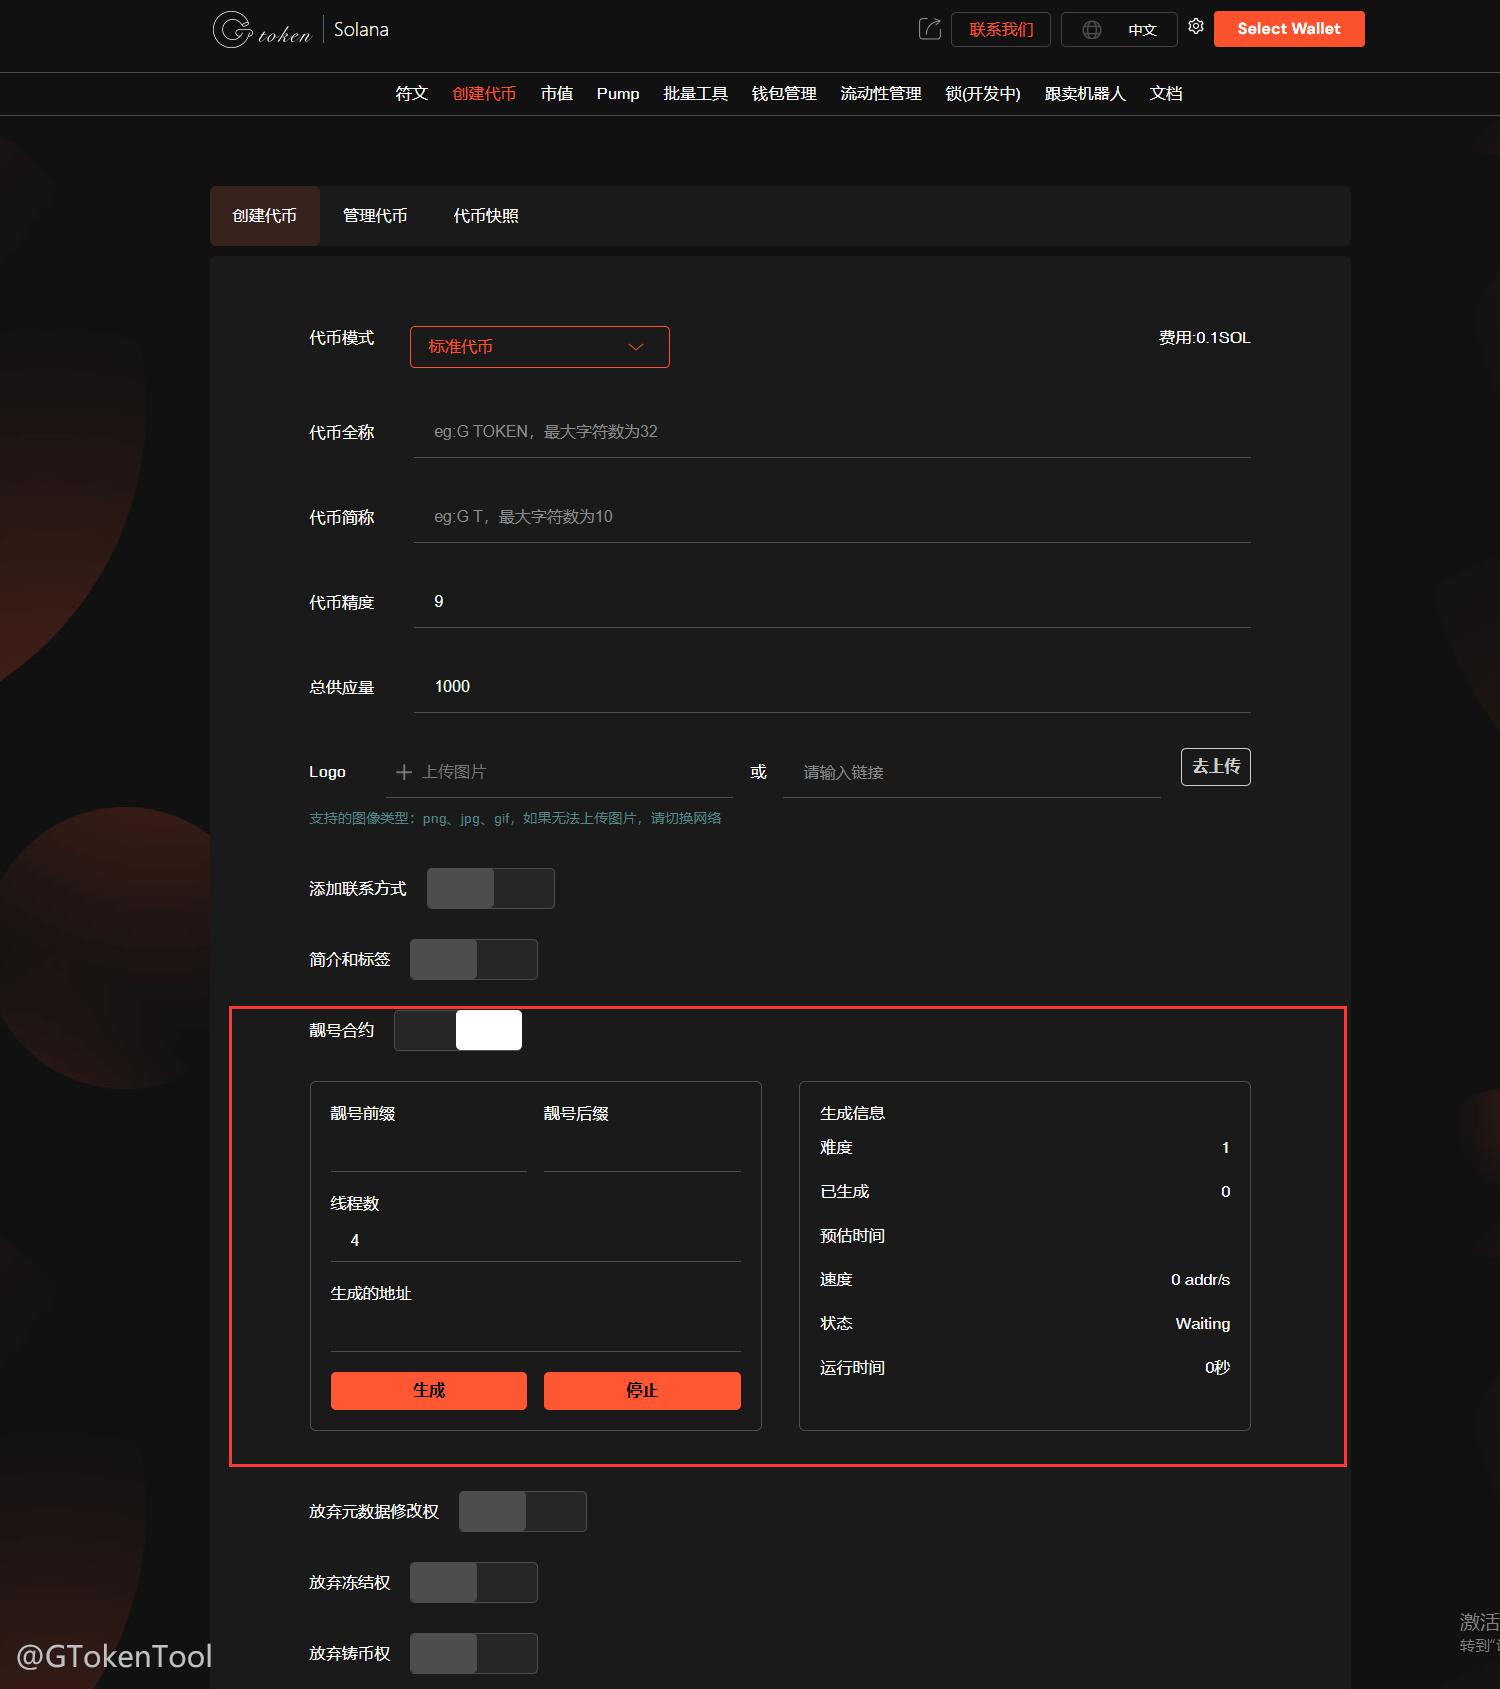 G token | Solana
联系我们
中文
Select Wallet
符文 创建代币 市值 Pump 批量工具 钱包管理 流动性管理 锁(开发中) 跟卖机器人 文档
创建代币 管理代币 代币快照
代币模式 标准代币 费用:0.1SOL
代币全称 eg:G TOKEN，最大字符数为32
代币简称 eg:G T，最大字符数为10
代币精度 9
总供应量 1000
Logo 上传图片 或 请输入链接 去上传
支持的图像类型：png、jpg、gif，如果无法上传图片，请切换网络
添加联系方式
简介和标签
靓号合约
靓号前缀 靓号后缀
线程数
4
生成的地址
生成 停止
生成信息
难度 1
已生成 0
预估时间
速度 0 addr/s
状态 Waiting
运行时间 0秒
放弃元数据修改权
放弃冻结权
放弃铸币权
@GTokenTool
激活
转到“